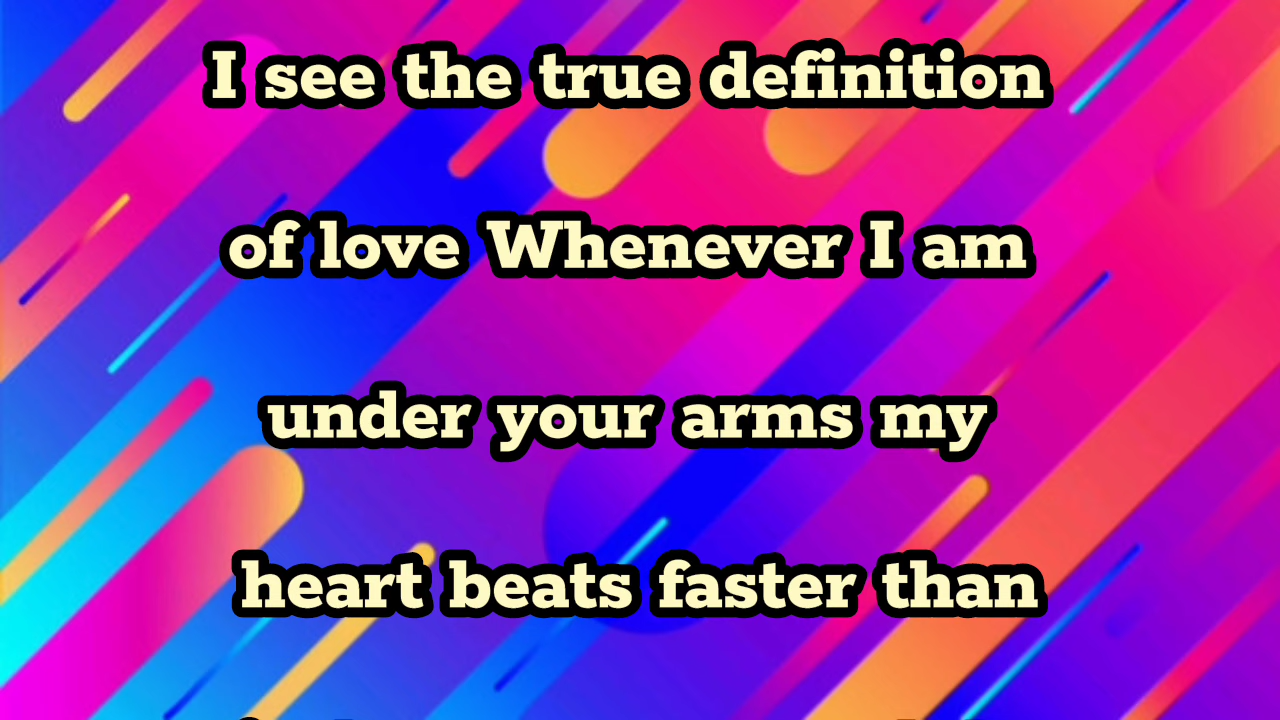 I see the true definition
of love Whenever I am
under your arms my
heart beats faster than